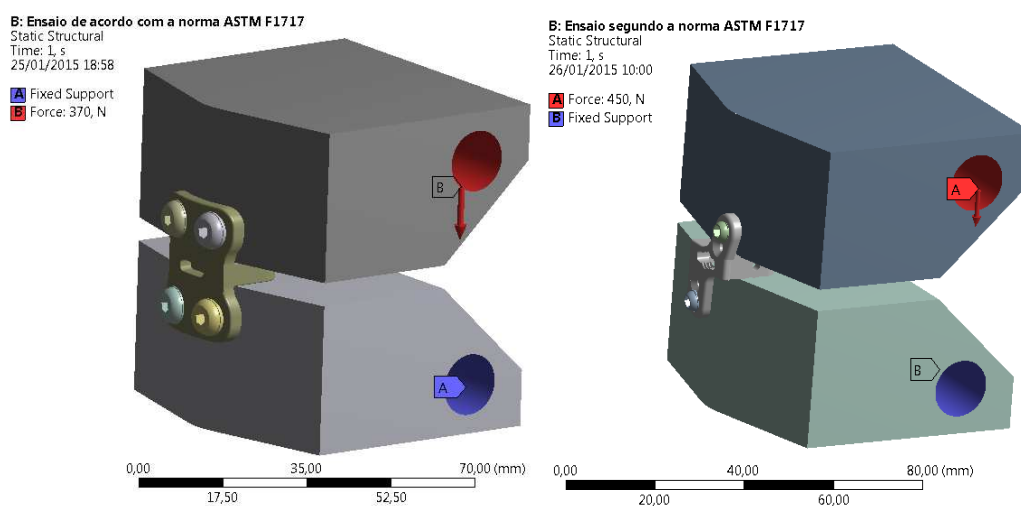 B: Ensaio de acordo com a norma ASTM F1717
Static Structural
Time: 1, s
25/01/2015 18:58
A Fixed Support
B Force: 370, N
B
A
0,00 35,00 70,00 (mm)
17,50 52,50
B: Ensaio segundo a norma ASTM F1717
Static Structural
Time: 1, s
26/01/2015 10:00
A Force: 450, N
B Fixed Support
A
B
0,00 40,00 80,00 (mm)
20,00 60,00